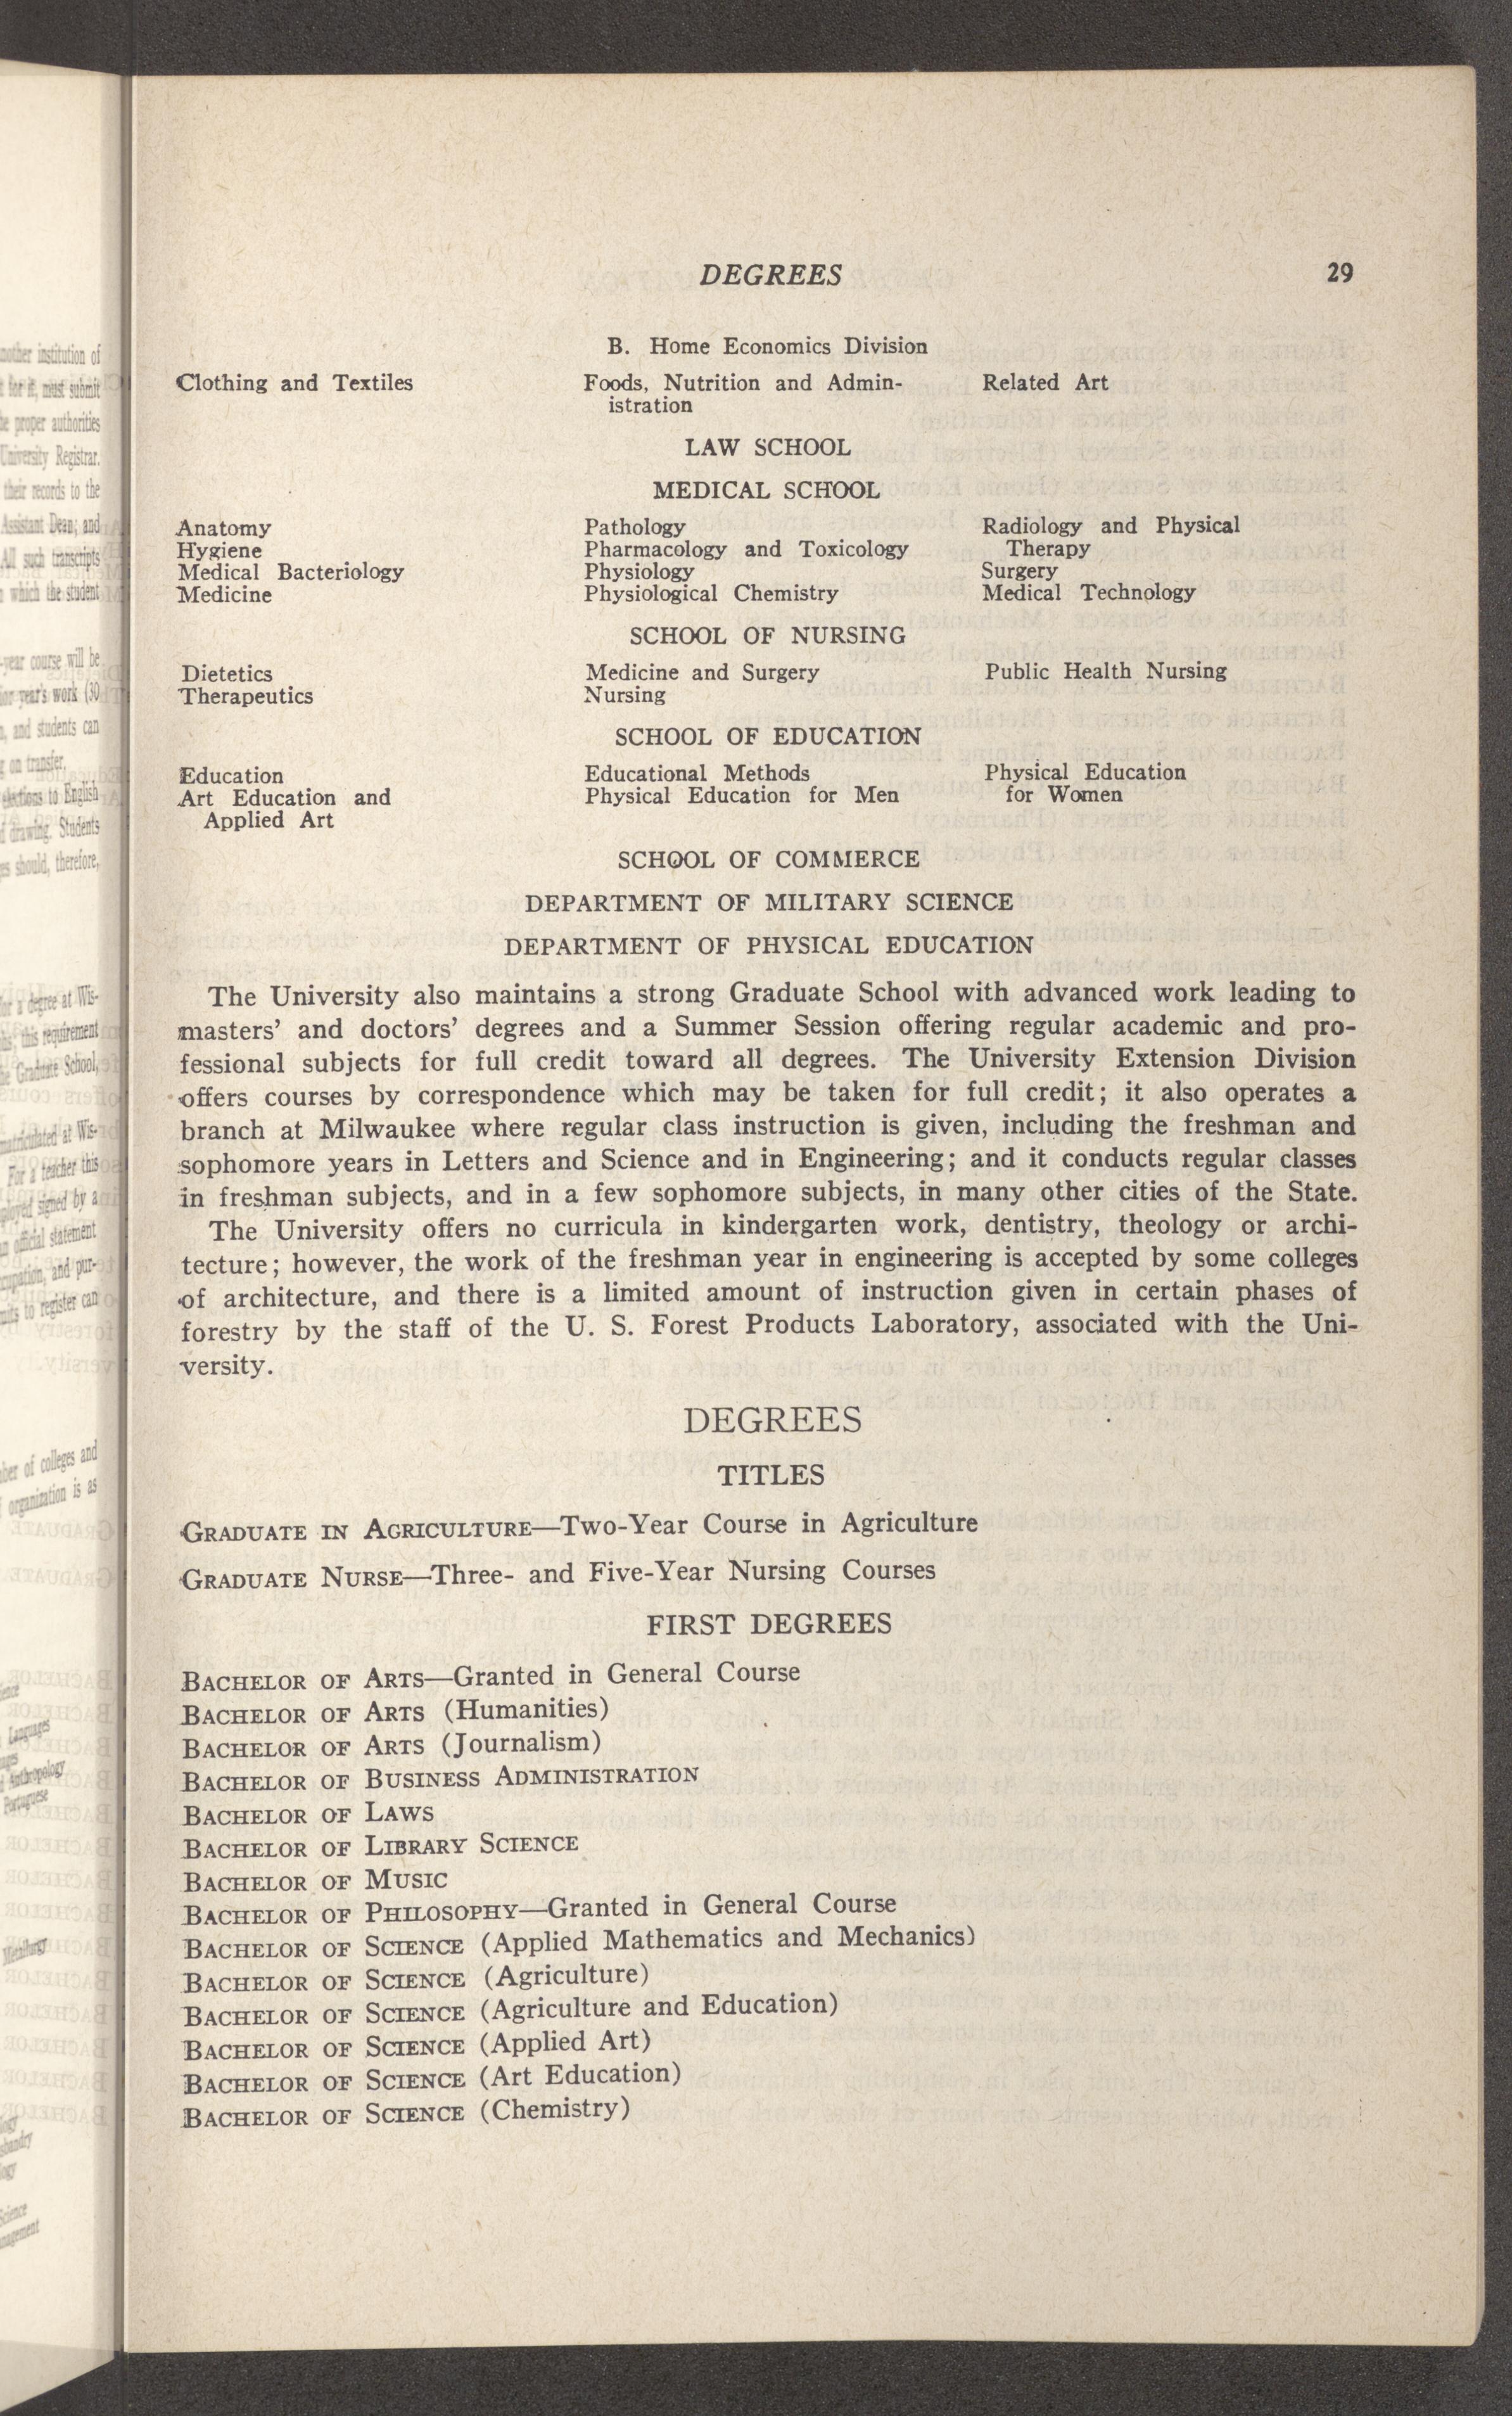 DEGREES 29
B. Home Economics Division
Clothing and Textiles
Foods, Nutrition and Admin-
istration
Related Art
LAW SCHOOL
MEDICAL SCHOOL
Anatomy
Hygiene
Medical Bacteriology
Medicine
Pathology
Pharmacology and Toxicology
Physiology
Physiological Chemistry
Radiology and Physical
Therapy
Surgery
Medical Technology
SCHOOL OF NURSING
Dietetics
Therapeutics
Medicine and Surgery
Nursing
Public Health Nursing
SCHOOL OF EDUCATION
Education
Art Education and
Applied Art
Educational Methods
Physical Education for Men
Physical Education
for Women
SCHOOL OF COMMERCE
DEPARTMENT OF MILITARY SCIENCE
DEPARTMENT OF PHYSICAL EDUCATION
The University also maintains a strong Graduate School with advanced work leading to
masters' and doctors' degrees and a Summer Session offering regular academic and pro-
fessional subjects for full credit toward all degrees. The University Extension Division
offers courses by correspondence which may be taken for full credit; it also operates a
branch at Milwaukee where regular class instruction is given, including the freshman and
sophomore years in Letters and Science and in Engineering; and it conducts regular classes
in freshman subjects, and in a few sophomore subjects, in many other cities of the State.
The University offers no curricula in kindergarten work, dentistry, theology or archi-
tecture; however, the work of the freshman year in engineering is accepted by some colleges
of architecture, and there is a limited amount of instruction given in certain phases of
forestry by the staff of the U. S. Forest Products Laboratory, associated with the Uni-
versity.
DEGREES
TITLES
GRADUATE IN AGRICULTURE—Two-Year Course in Agriculture
GRADUATE NURSE—Three- and Five-Year Nursing Courses
FIRST DEGREES
BACHELOR OF ARTS—Granted in General Course
BACHELOR OF ARTS (Humanities)
BACHELOR OF ARTS (Journalism)
BACHELOR OF BUSINESS ADMINISTRATION
BACHELOR OF LAWS
BACHELOR OF LIBRARY SCIENCE
BACHELOR OF MUSIC
BACHELOR OF PHILOSOPHY—Granted in General Course
BACHELOR OF SCIENCE (Applied Mathematics and Mechanics)
BACHELOR OF SCIENCE (Agriculture)
BACHELOR OF SCIENCE (Agriculture and Education)
BACHELOR OF SCIENCE (Applied Art)
BACHELOR OF SCIENCE (Art Education)
BACHELOR OF SCIENCE (Chemistry)